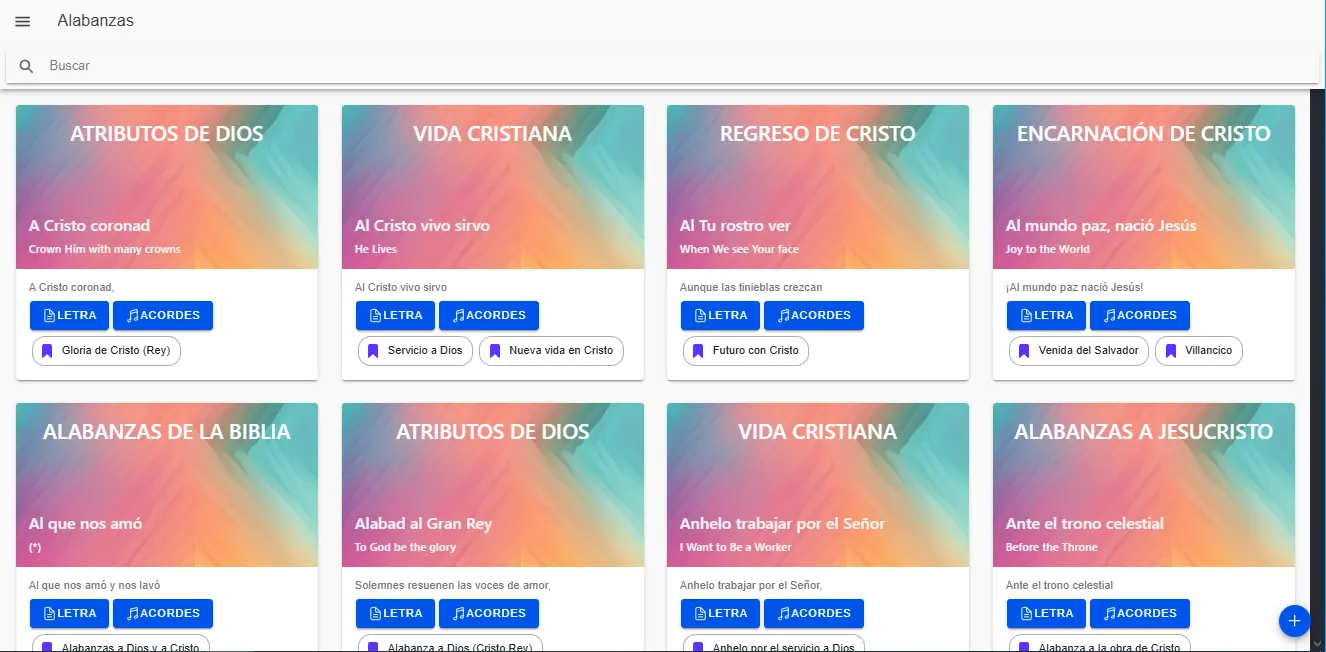 Alabanzas
Buscar
ATRIBUTOS DE DIOS
A Cristo coronad
Crown Him with many crowns
A Cristo coronad,
LETRA ACORDES
Gloria de Cristo (Rey)
VIDA CRISTIANA
Al Cristo vivo sirvo
He Lives
Al Cristo vivo sirvo
LETRA ACORDES
Servicio a Dios Nueva vida en Cristo
REGRESO DE CRISTO
Al Tu rostro ver
When We see Your face
Aunque las tinieblas crezcan
LETRA ACORDES
Futuro con Cristo
ENCARNACIÓN DE CRISTO
Al mundo paz, nació Jesús
Joy to the World
¡Al mundo paz nació Jesús!
LETRA ACORDES
Venida del Salvador Villancico
ALABANZAS DE LA BIBLIA
Al que nos amó
(*)
Al que nos amó y nos lavó
LETRA ACORDES
Alabanzas a Dios y a Cristo
ATRIBUTOS DE DIOS
Alabad al Gran Rey
To God be the glory
Solemnes resuenen las voces de amor,
LETRA ACORDES
Alabanza a Dios (Cristo Rey)
VIDA CRISTIANA
Anhelo trabajar por el Señor
I Want to Be a Worker
Anhelo trabajar por el Señor,
LETRA ACORDES
Anhelo por el servicio a Dios
ALABANZAS A JESUCRISTO
Ante el trono celestial
Before the Throne
Ante el trono celestial
LETRA ACORDES
Alabanza a la obra de Cristo